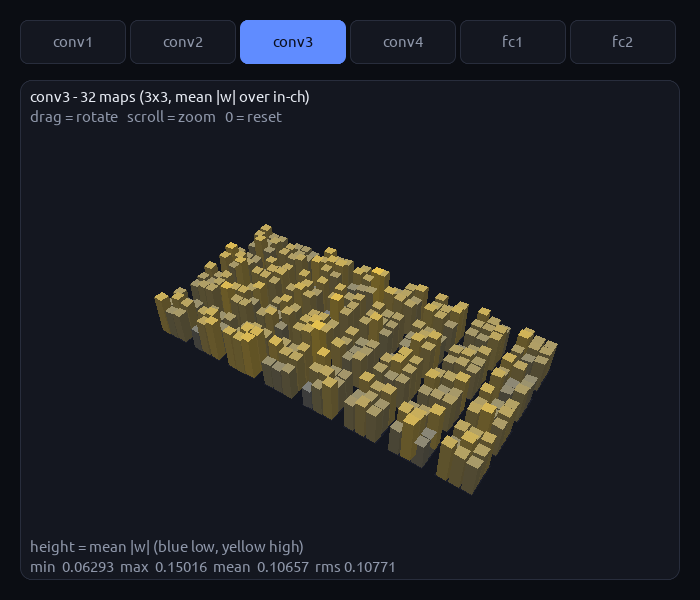 conv1 conv2 conv3 conv4 fc1 fc2
conv3 - 32 maps (3x3, mean |w| over in-ch)
drag = rotate  scroll = zoom  0 = reset
height = mean |w| (blue low, yellow high)
min 0.06293 max 0.15016 mean 0.10657 rms 0.10771